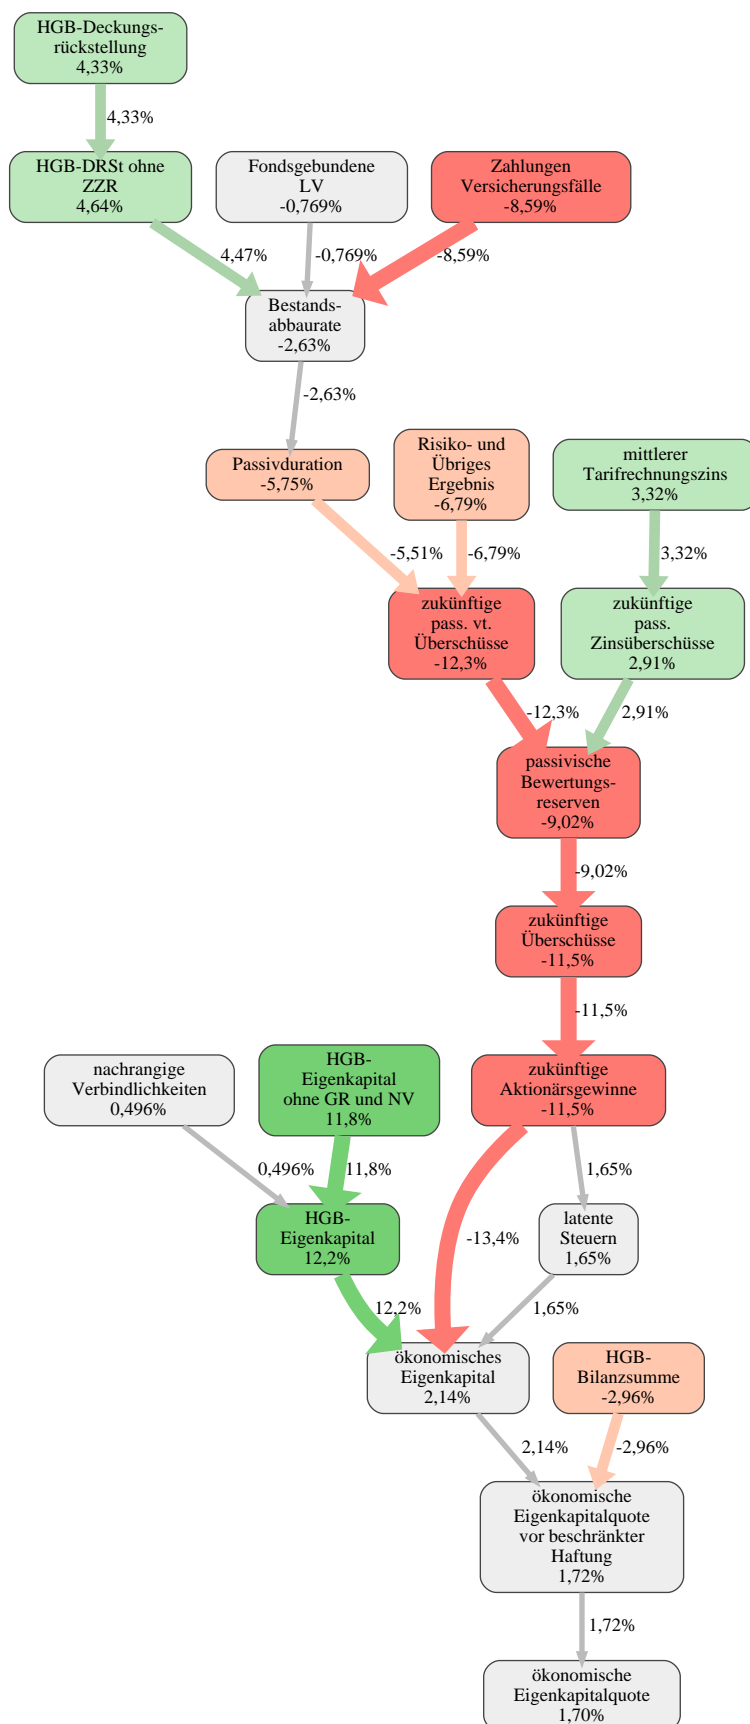 HGB-Deckungs-
rückstellung
4,33%
4,33%
HGB-DRSt ohne
ZZR
4,64%
Fondsgebundene
LV
-0,769%
Zahlungen
Versicherungsfälle
-8,59%
4,47%
-0,769%
-8,59%
Bestands-
abbaurate
-2,63%
-2,63%
Passivduration
-5,75%
Risiko- und
Übriges
Ergebnis
-6,79%
mittlerer
Tarifrechnungszins
3,32%
-5,51%
-6,79%
3,32%
zukünftige
pass. vt.
Überschüsse
-12,3%
zukünftige
pass.
Zinsüberschüsse
2,91%
-12,3%
2,91%
passivische
Bewertungs-
reserven
-9,02%
-9,02%
zukünftige
Überschüsse
-11,5%
-11,5%
nachrangige
Verbindlichkeiten
0,496%
HGB-
Eigenkapital
ohne GR und NV
11,8%
zukünftige
Aktionärsgewinne
-11,5%
0,496%
11,8%
1,65%
HGB-
Eigenkapital
12,2%
-13,4%
latente
Steuern
1,65%
12,2%
1,65%
ökonomisches
Eigenkapital
2,14%
HGB-
Bilanzsumme
-2,96%
2,14%
-2,96%
ökonomische
Eigenkapitalquote
vor beschränkter
Haftung
1,72%
1,72%
ökonomische
Eigenkapitalquote
1,70%